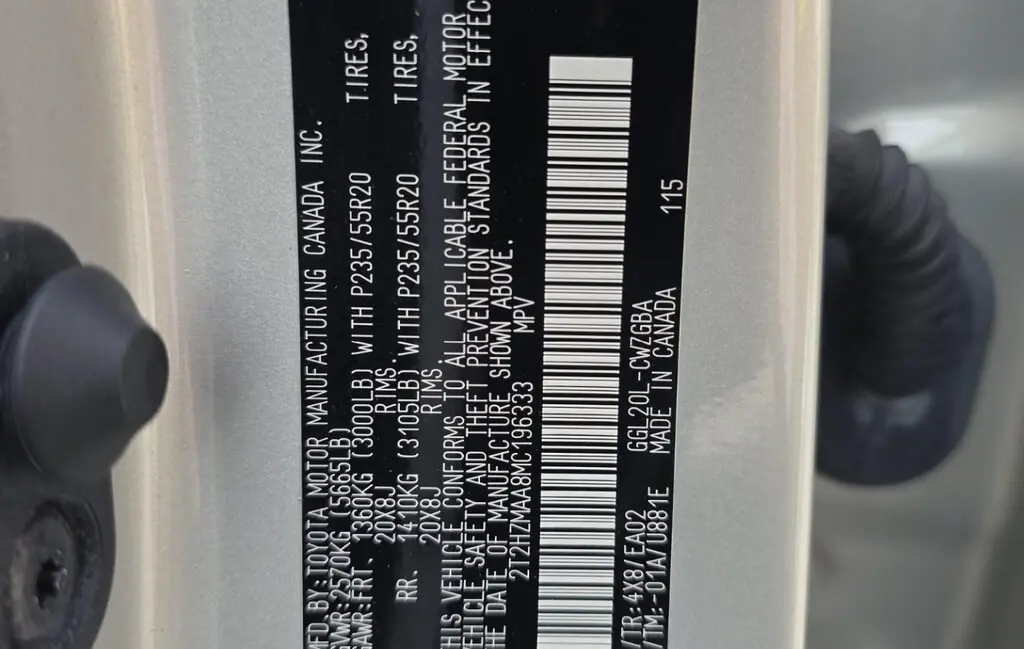 MFD BY:TOYOTA MOTOR MANUFACTURING CANADA INC.
GVWR:2570KG (5665LB)
GAWR:FRT. 1360KG (3000LB) WITH P235/55R20 TIRES,
20X8J RIMS.
RR. 1410KG (3105LB) WITH P235/55R20 TIRES,
20X8J RIMS.
THIS VEHICLE CONFORMS TO ALL APPLICABLE FEDERAL MOTOR
VEHICLE SAFETY AND THEFT PREVENTION STANDARDS IN EFFEC
THE DATE OF MANUFACTURE SHOWN ABOVE.
2T2HZMAA8MC196333 MPV
/TR:4X8/EA02 GGL20L-CWZGBA
/TM:-01A/U881E MADE IN CANADA 115